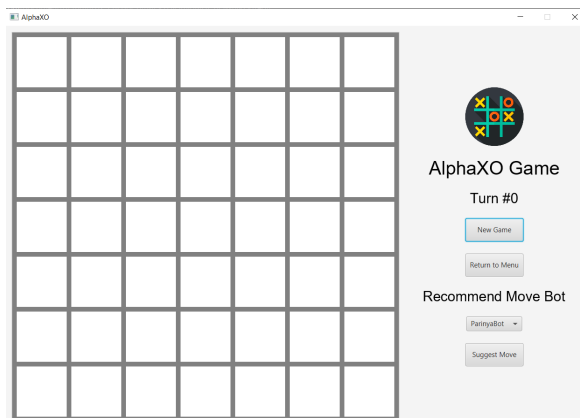 AlphaXO
AlphaXO Game
Turn #0
New Game
Return to Menu
Recommend Move Bot
ParinyaBot
Suggest Move